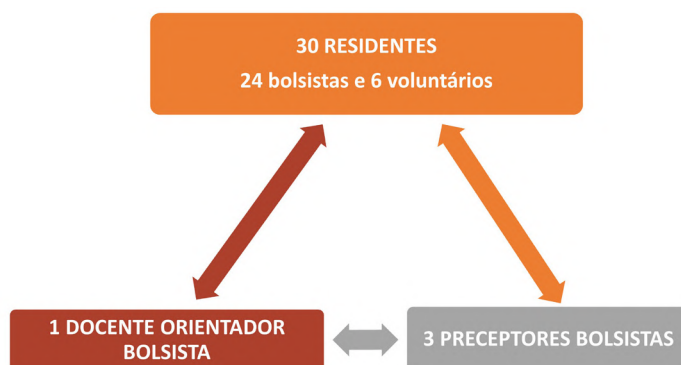 30 RESIDENTES
24 bolsistas e 6 voluntários
1 DOCENTE ORIENTADOR
BOLSISTA
3 PRECEPTORES BOLSISTAS